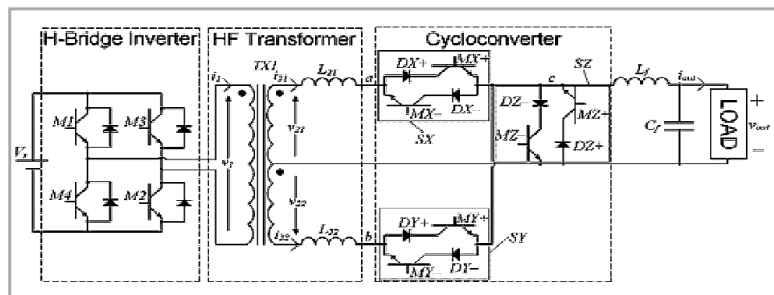 H-Bridge Inverter
HF Transformer
Cycloconverter
M1
M3
M4
M2
Vs
i1
TX1
i21
L21
a
v1
v21
v22
i22
L22
b
DX+
MX+
MX-
DX-
SX
DY+
MY+
MY-
DY-
SY
c
SZ
DZ-
MZ-
MZ+
DZ+
Lf
iout
Cf
LOAD
+
vout
-